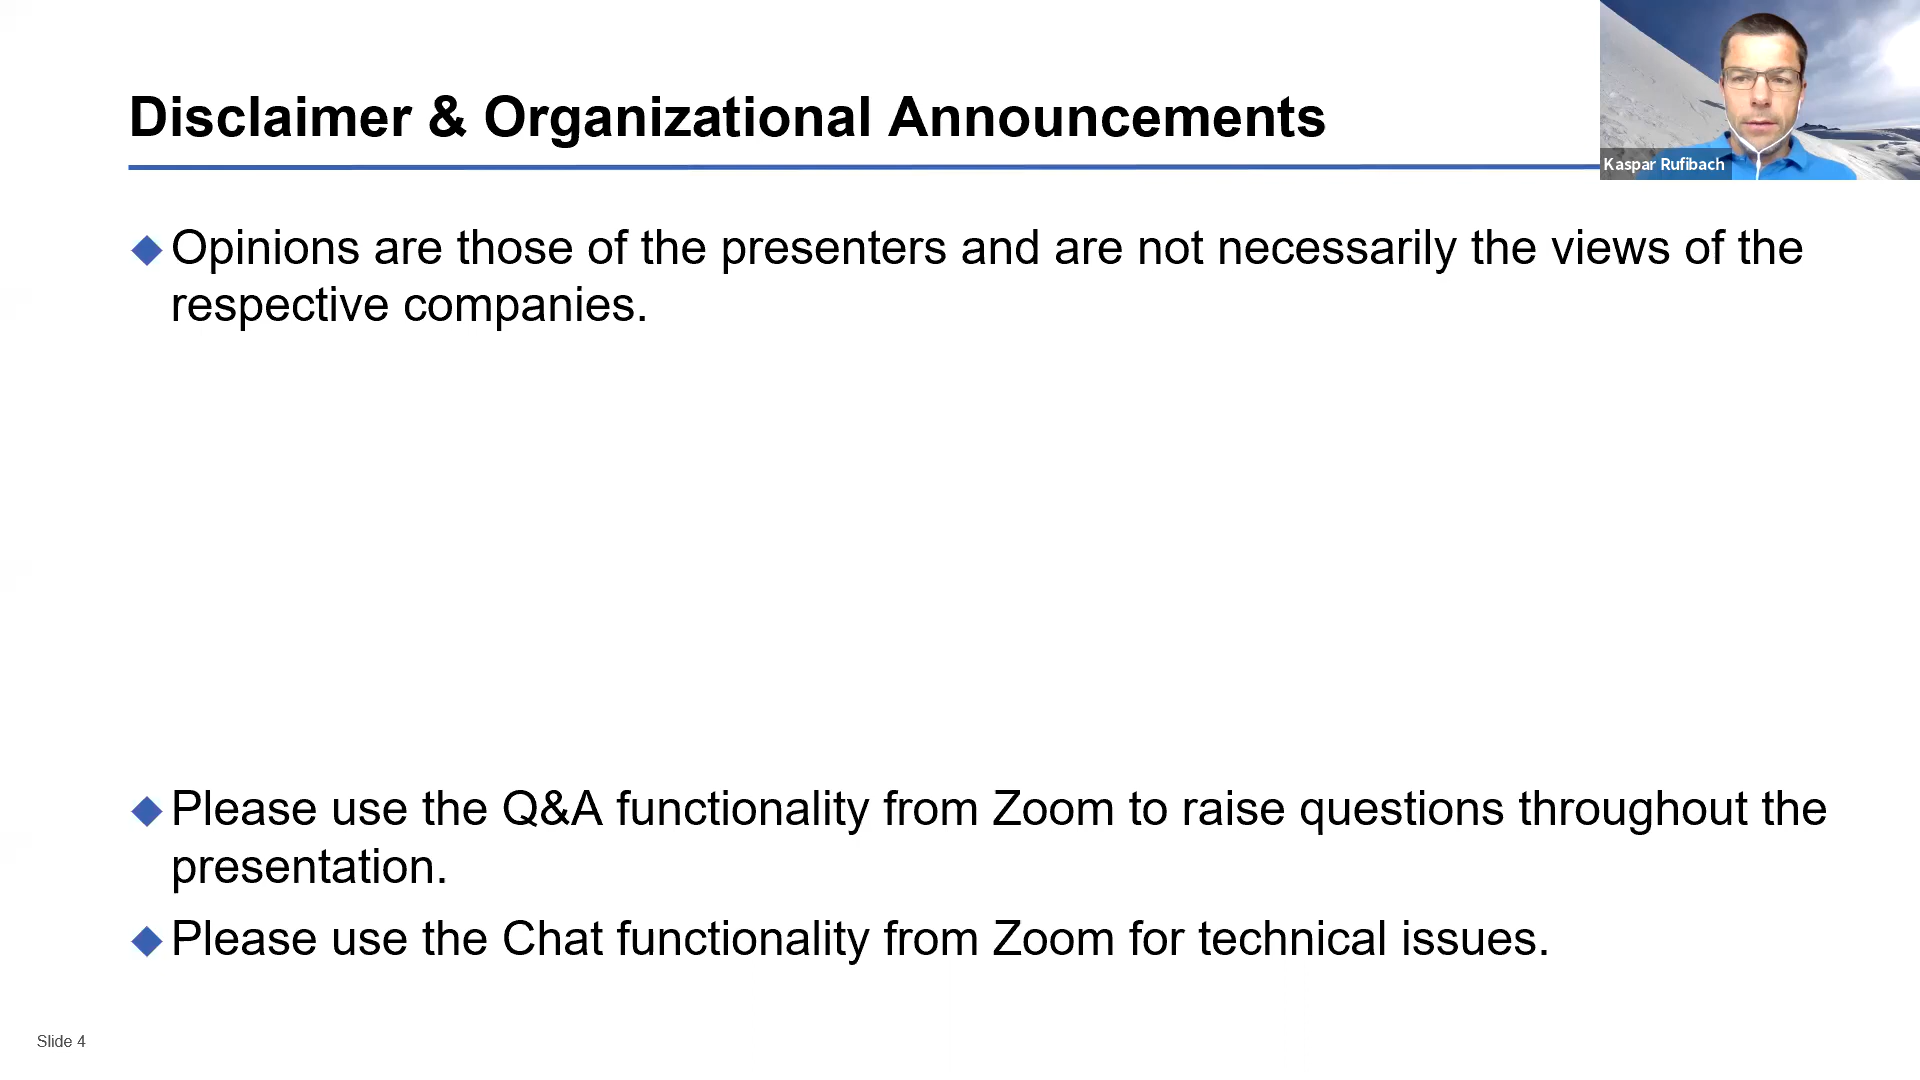 Disclaimer & Organizational Announcements
Kaspar Rufibach
Opinions are those of the presenters and are not necessarily the views of the
respective companies.
Please use the Q&A functionality from Zoom to raise questions throughout the
presentation.
Please use the Chat functionality from Zoom for technical issues.
Slide 4